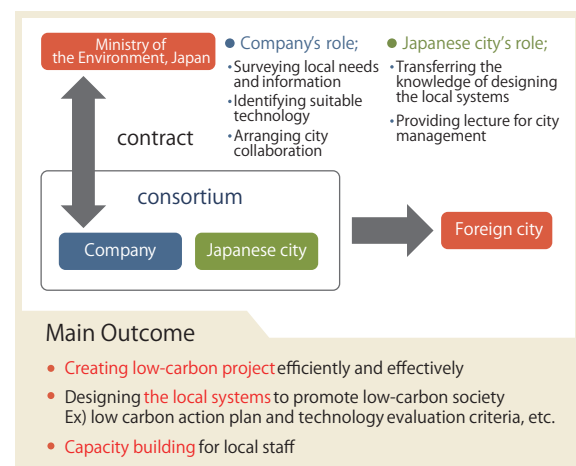 Ministry of
the Environment, Japan
● Company's role;
•Surveying local needs
and information
•Identifying suitable
technology
•Arranging city
collaboration
● Japanese city's role;
•Transferring the
knowledge of designing
the local systems
•Providing lecture for city
management
contract
consortium
Company
Japanese city
Foreign city
Main Outcome
• Creating low-carbon project efficiently and effectively
• Designing the local systems to promote low-carbon society
Ex) low carbon action plan and technology evaluation criteria, etc.
• Capacity building for local staff